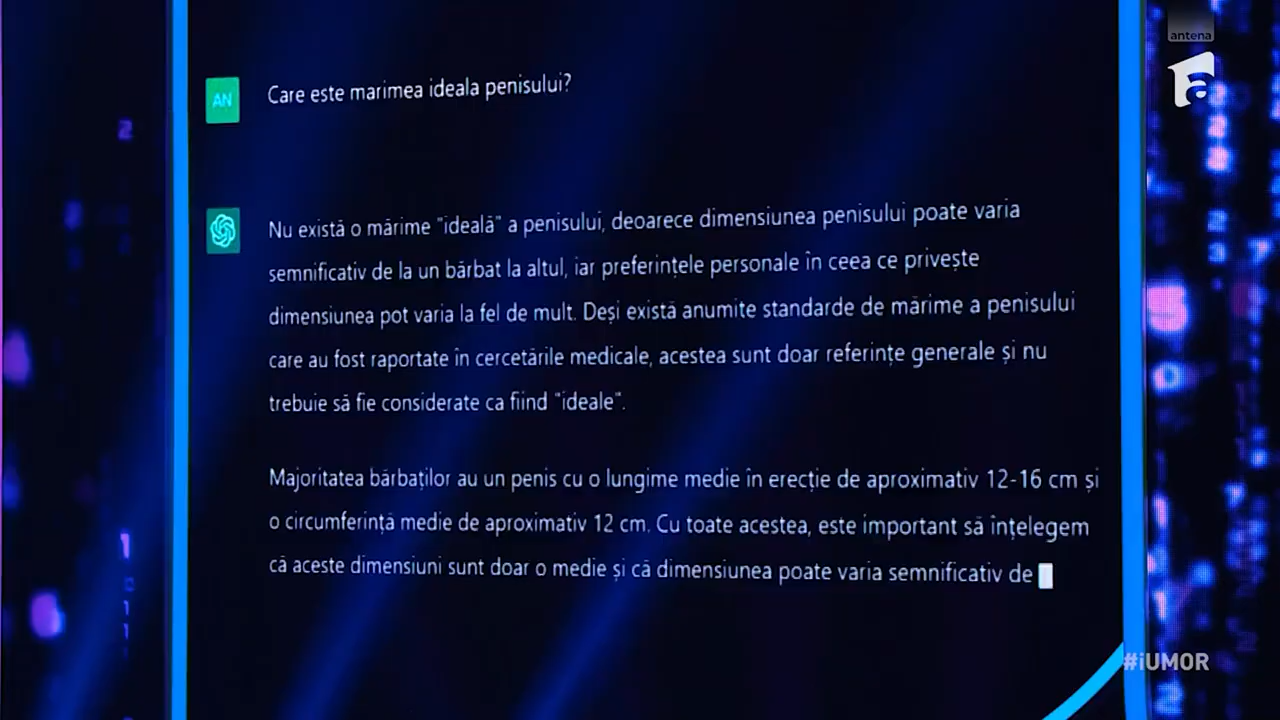 antena
a
AN
Care este marimea ideala penisului?
Nu există o mărime "ideală" a penisului, deoarece dimensiunea penisului poate varia
semnificativ de la un bărbat la altul, iar preferințele personale în ceea ce privește
dimensiunea pot varia la fel de mult. Deși există anumite standarde de mărime a penisului
care au fost raportate în cercetările medicale, acestea sunt doar referințe generale și nu
trebuie să fie considerate ca fiind "ideale".
Majoritatea bărbaților au un penis cu o lungime medie în erecție de aproximativ 12-16 cm și
o circumferință medie de aproximativ 12 cm. Cu toate acestea, este important să înțelegem
că aceste dimensiuni sunt doar o medie și că dimensiunea poate varia semnificativ de
#iUMOR